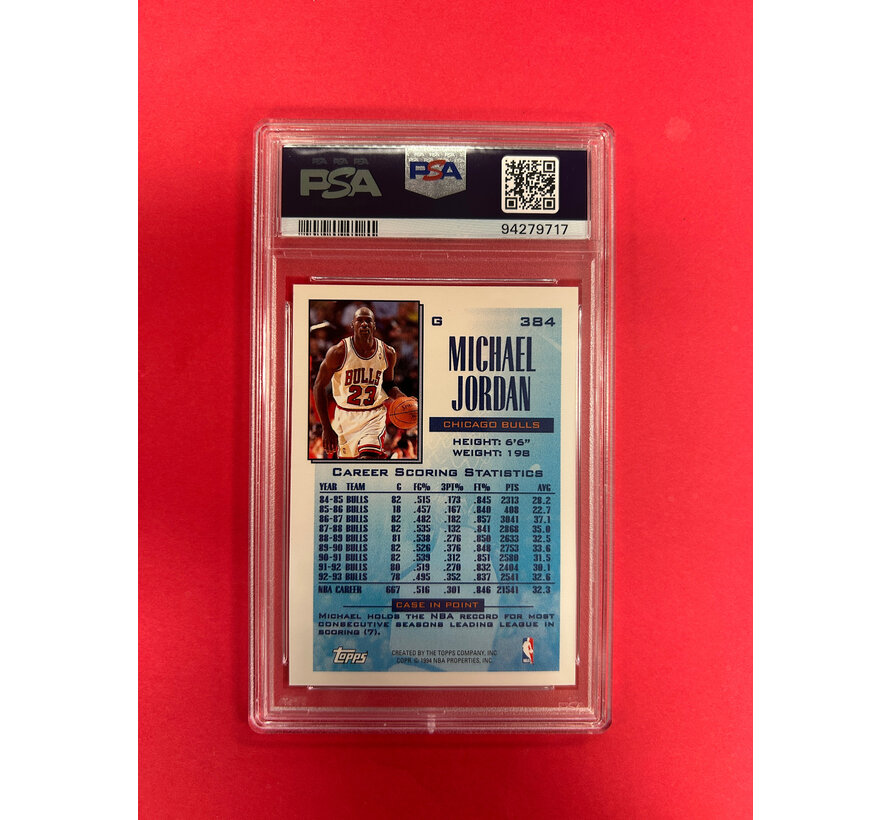 PSA PSA PSA
PSA
PSA
94279717
G 384
MICHAEL
JORDAN
CHICAGO BULLS
HEIGHT: 6'6"
WEIGHT: 198
BULLS
23
CAREER SCORING STATISTICS
YEAR TEAM G FG% 3PT% FT% PTS AVG
84-85 BULLS 82 .515 .173 .845 2313 28.2
85-86 BULLS 18 .457 .167 .840 408 22.7
86-87 BULLS 82 .482 .182 .857 3041 37.1
87-88 BULLS 82 .535 .132 .841 2868 35.0
88-89 BULLS 81 .538 .276 .850 2633 32.5
89-90 BULLS 82 .526 .376 .848 2753 33.6
90-91 BULLS 82 .539 .312 .851 2580 31.5
91-92 BULLS 80 .519 .270 .832 2404 30.1
92-93 BULLS 78 .495 .352 .837 2541 32.6
NBA CAREER 667 .516 .301 .846 21541 32.3
CASE IN POINT
MICHAEL HOLDS THE NBA RECORD FOR MOST
CONSECUTIVE SEASONS LEADING LEAGUE IN
SCORING (7).
TOPPS
CREATED BY THE TOPPS COMPANY, INC
COPR. © 1994 NBA PROPERTIES, INC.
PSA